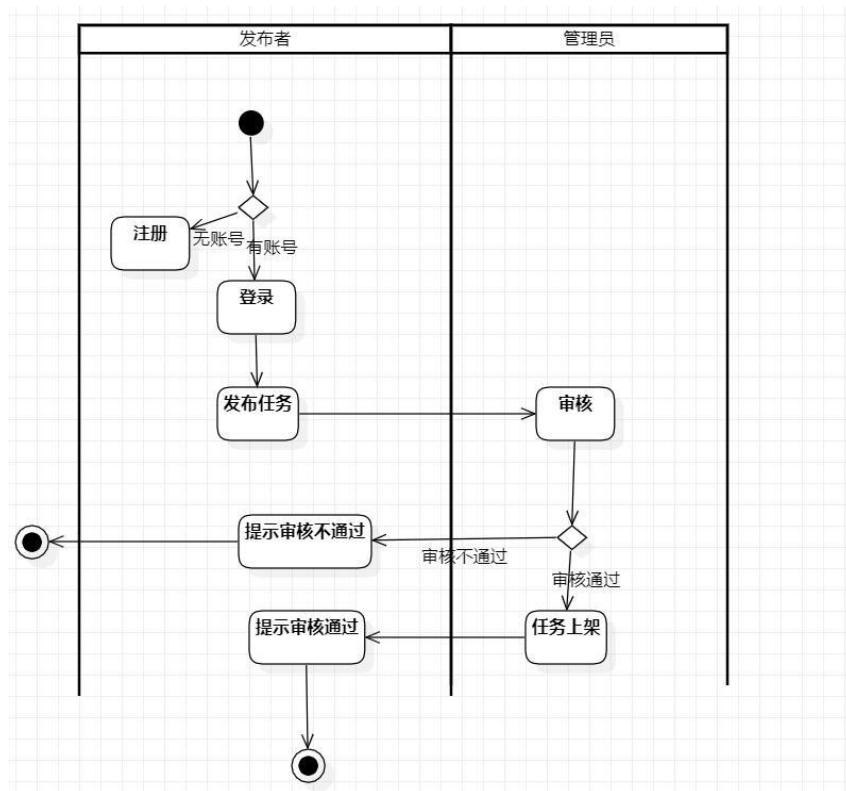 发布者
管理员
注册
无账号
有账号
登录
发布任务
审核
提示审核不通过
审核不通过
审核通过
提示审核通过
任务上架